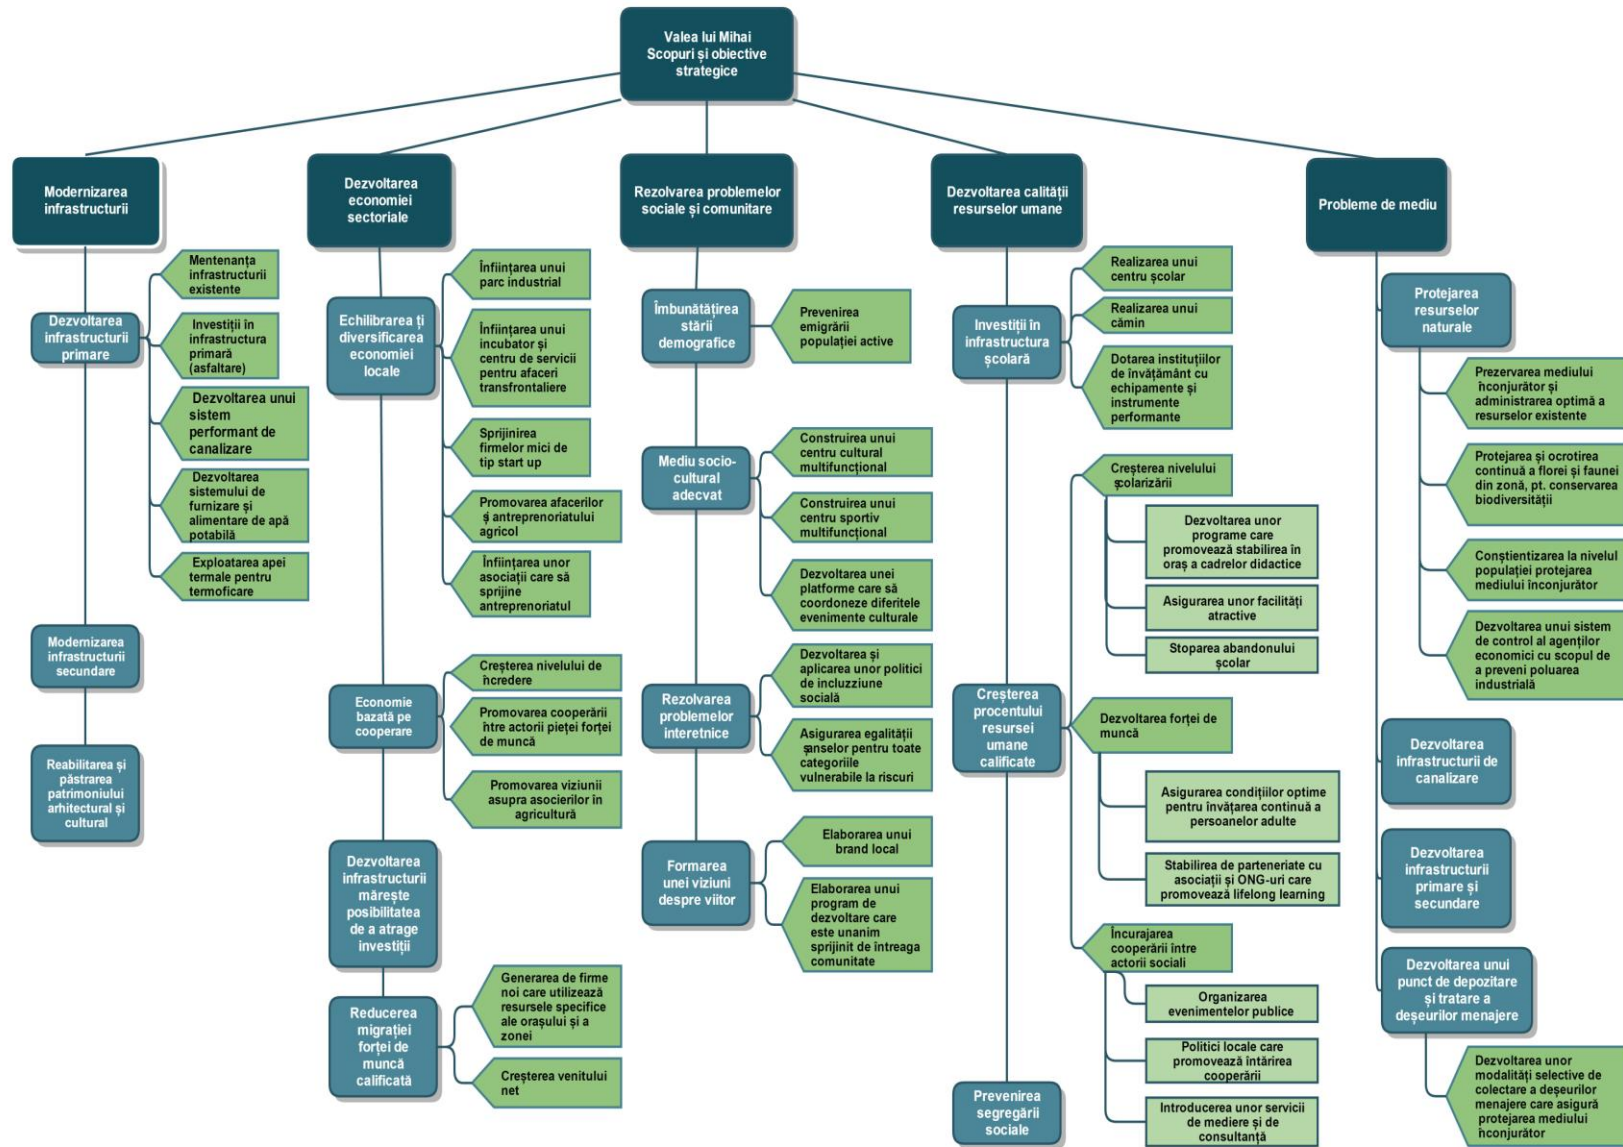 Valea lui Mihai
Scopuri și obiective
strategice
Modernizarea
infrastructurii
Dezvoltarea
infrastructurii
primare
Mentenanța
infrastructurii
existente
Investiții în
infrastructura
primară
(asfaltare)
Dezvoltarea unui
sistem
performant de
canalizare
Dezvoltarea
sistemului de
furnizare și
alimentare de apă
potabilă
Exploatarea apei
termale pentru
termoficare
Modernizarea
infrastructurii
secundare
Reabilitarea și
păstrarea
patrimoniului
arhitectural și
cultural
Dezvoltarea
economiei
sectoriale
Echilibrarea ți
diversificarea
economiei
locale
Înființarea unui
parc industrial
Înființarea unui
incubator și
centru de servicii
pentru afaceri
transfrontaliere
Sprijinirea
firmelor mici de
tip start up
Promovarea afacerilor
și antreprenoriatului
agricol
Înființarea unor
asociații care să
sprijine
antreprenoriatul
Economie
bazată pe
cooperare
Creșterea nivelului de
încredere
Promovarea cooperării
între actorii pieței forței
de muncă
Promovarea viziunii
asupra asocierilor în
agricultură
Dezvoltarea
infrastructurii
mărește
posibilitatea
de a atrage
investiții
Reducerea
migrației
forței de
muncă
calificată
Generarea de firme
noi care utilizează
resursele specifice
ale orașului și a
zonei
Creșterea venitului
net
Rezolvarea problemelor
sociale și comunitare
Îmbunătățirea
stării
demografice
Prevenirea
emigrării
populației active
Mediu socio-
cultural
adecvat
Construirea unui
centru cultural
multifuncțional
Construirea unui
centru sportiv
multifuncțional
Dezvoltarea unei
platforme care să
coordoneze diferitele
evenimente culturale
Rezolvarea
problemelor
interetnice
Dezvoltarea și
aplicarea unor politici
de incluzziune
socială
Asigurarea egalității
șanselor pentru toate
categoriile
vulnerabile la riscuri
Formarea
unei viziuni
despre viitor
Elaborarea unui
brand local
Elaborarea unui
program de
dezvoltare care
este unanim
sprijinit de întreaga
comunitate
Dezvoltarea calității
resurselor umane
Investiții în
infrastructura
școlară
Realizarea unui
centru școlar
Realizarea unui
cămin
Dotarea instituțiilor
de învățământ cu
echipamente și
instrumente
performante
Creșterea
procentului
resursei
umane
calificate
Creșterea nivelului
școlarizării
Dezvoltarea unor
programe care
promovează stabilirea în
oraș a cadrelor didactice
Asigurarea unor facilități
atractive
Stoparea abandonului
școlar
Dezvoltarea forței de
muncă
Asigurarea condițiilor optime
pentru învățarea continuă a
persoanelor adulte
Stabilirea de parteneriate cu
asociații și ONG-uri care
promovează lifelong learning
Încurajarea
cooperării între
actorii sociali
Organizarea
evenimentelor publice
Politici locale care
promovează întărirea
cooperării
Introducerea unor servicii
de mediere și de
consultanță
Prevenirea
segregării
sociale
Probleme de mediu
Protejarea
resurselor
naturale
Prezervarea mediului
înconjurător și
administrarea optimă a
resurselor existente
Protejarea și ocrotirea
continuă a florei și faunei
din zonă, pt. conservarea
biodiversității
Conștientizarea la nivelul
populației protejarea
mediului înconjurător
Dezvoltarea unui sistem
de control al agenților
economici cu scopul de
a preveni poluarea
industrială
Dezvoltarea
infrastructurii de
canalizare
Dezvoltarea
infrastructurii
primare și
secundare
Dezvoltarea unui
punct de depozitare
și tratare a
deșeurilor menajere
Dezvoltarea unor
modalități selective de
colectare a deșeurilor
menajere care asigură
protejarea mediului
înconjurător